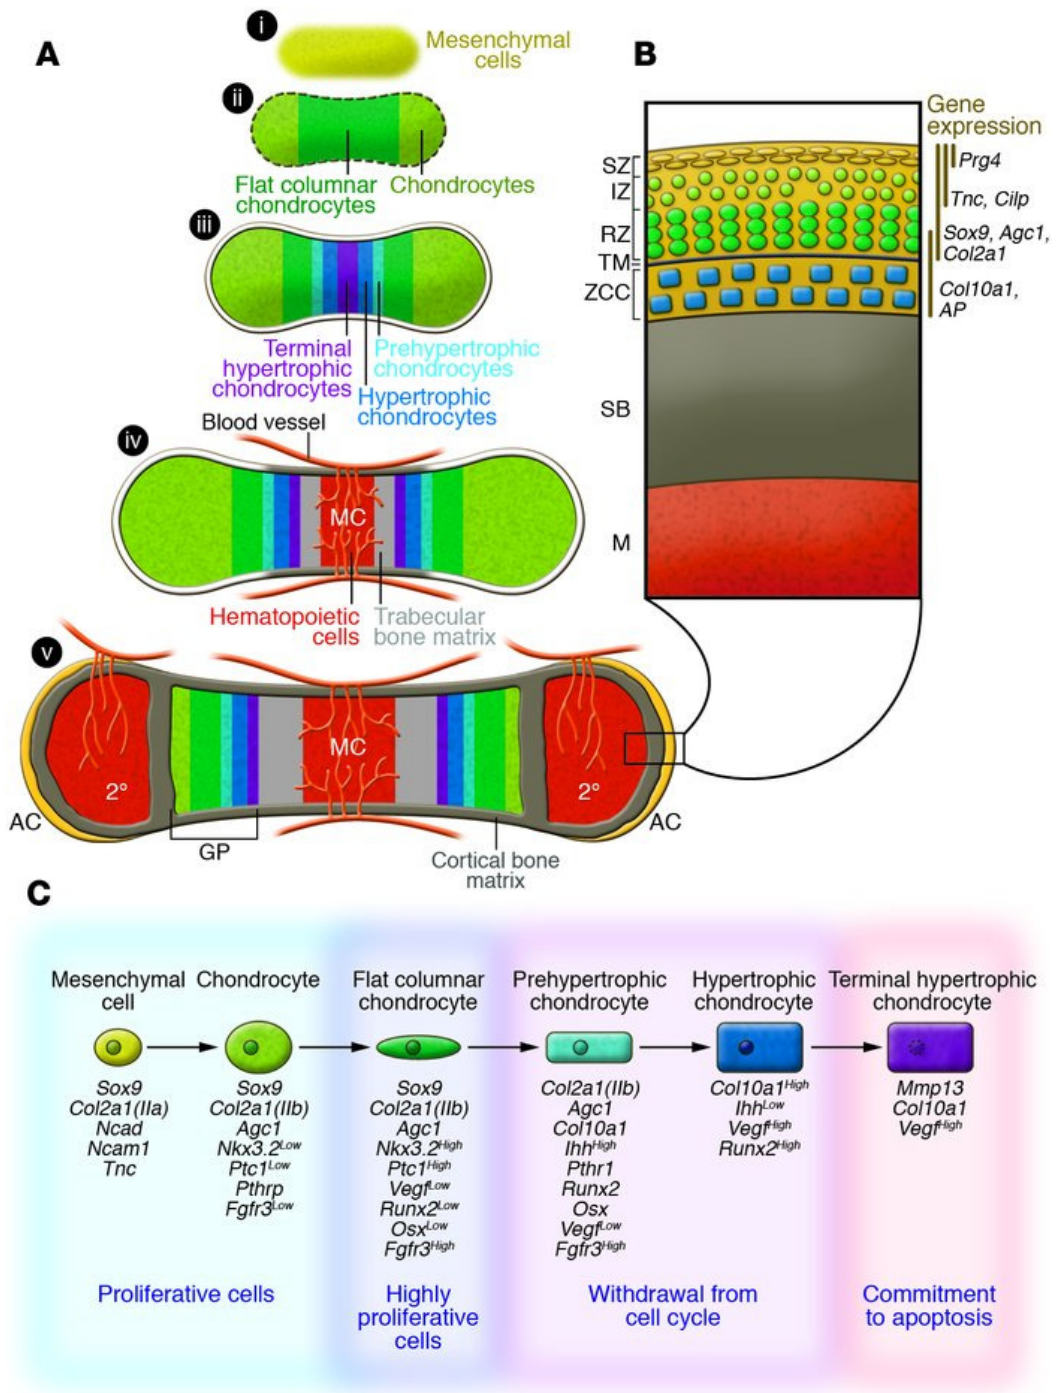 A
i
Mesenchymal
cells
ii
Flat columnar
chondrocytes
Chondrocytes
iii
Terminal
hypertrophic
chondrocytes
Prehypertrophic
chondrocytes
Hypertrophic
chondrocytes
Blood vessel
iv
MC
Hematopoietic
cells
Trabecular
bone matrix
v
MC
2°
2°
AC
AC
GP
Cortical bone
matrix
B
Gene
expression
SZ
IZ
RZ
TM
ZCC
SB
M
Prg4
Tnc, Cilp
Sox9, Agc1,
Col2a1
Col10a1,
AP
C
Mesenchymal
cell
Sox9
Col2a1(IIa)
Ncad
Ncam1
Tnc
Chondrocyte
Sox9
Col2a1(IIb)
Agc1
Nkx3.2Low
Ptc1Low
Pthrp
Fgfr3Low
Proliferative cells
Flat columnar
chondrocyte
Sox9
Col2a1(IIb)
Agc1
Nkx3.2High
Ptc1High
VegfLow
Runx2Low
OsxLow
Fgfr3High
Highly
proliferative
cells
Prehypertrophic
chondrocyte
Col2a1(IIb)
Agc1
Col10a1
IhhHigh
Pthr1
Runx2
Osx
VegfLow
Fgfr3High
Hypertrophic
chondrocyte
Col10a1High
IhhLow
VegfHigh
Runx2High
Withdrawal from
cell cycle
Terminal hypertrophic
chondrocyte
Mmp13
Col10a1
VegfHigh
Commitment
to apoptosis